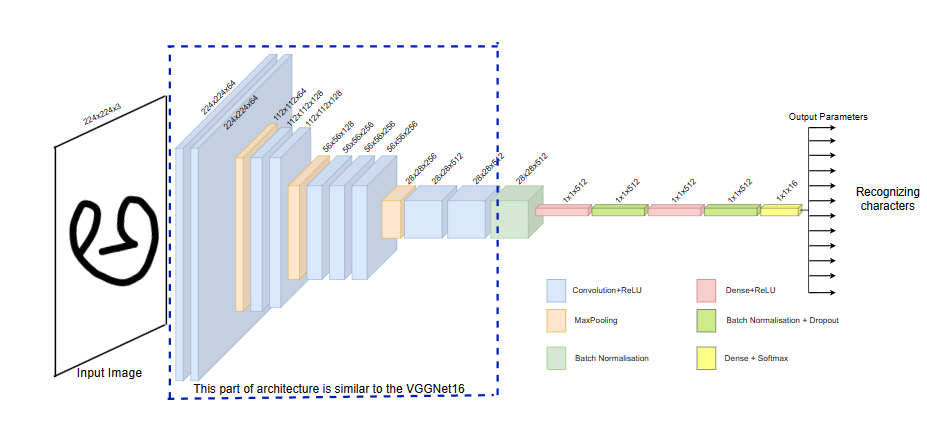 224x224x3
224x224x64
224x224x64
112x112x64
112x112x128
112x112x128
56x56x128
56x56x256
56x56x256
56x56x256
28x28x256
28x28x512
28x28x512
28x28x512
1x1x512
1x1x512
1x1x512
1x1x512
1x1x16
Output Parameters
Recognizing
characters
Input Image
This part of architecture is similar to the VGGNet16
Convolution+ReLU
Dense+ReLU
MaxPooling
Batch Normalisation + Dropout
Batch Normalisation
Dense + Softmax